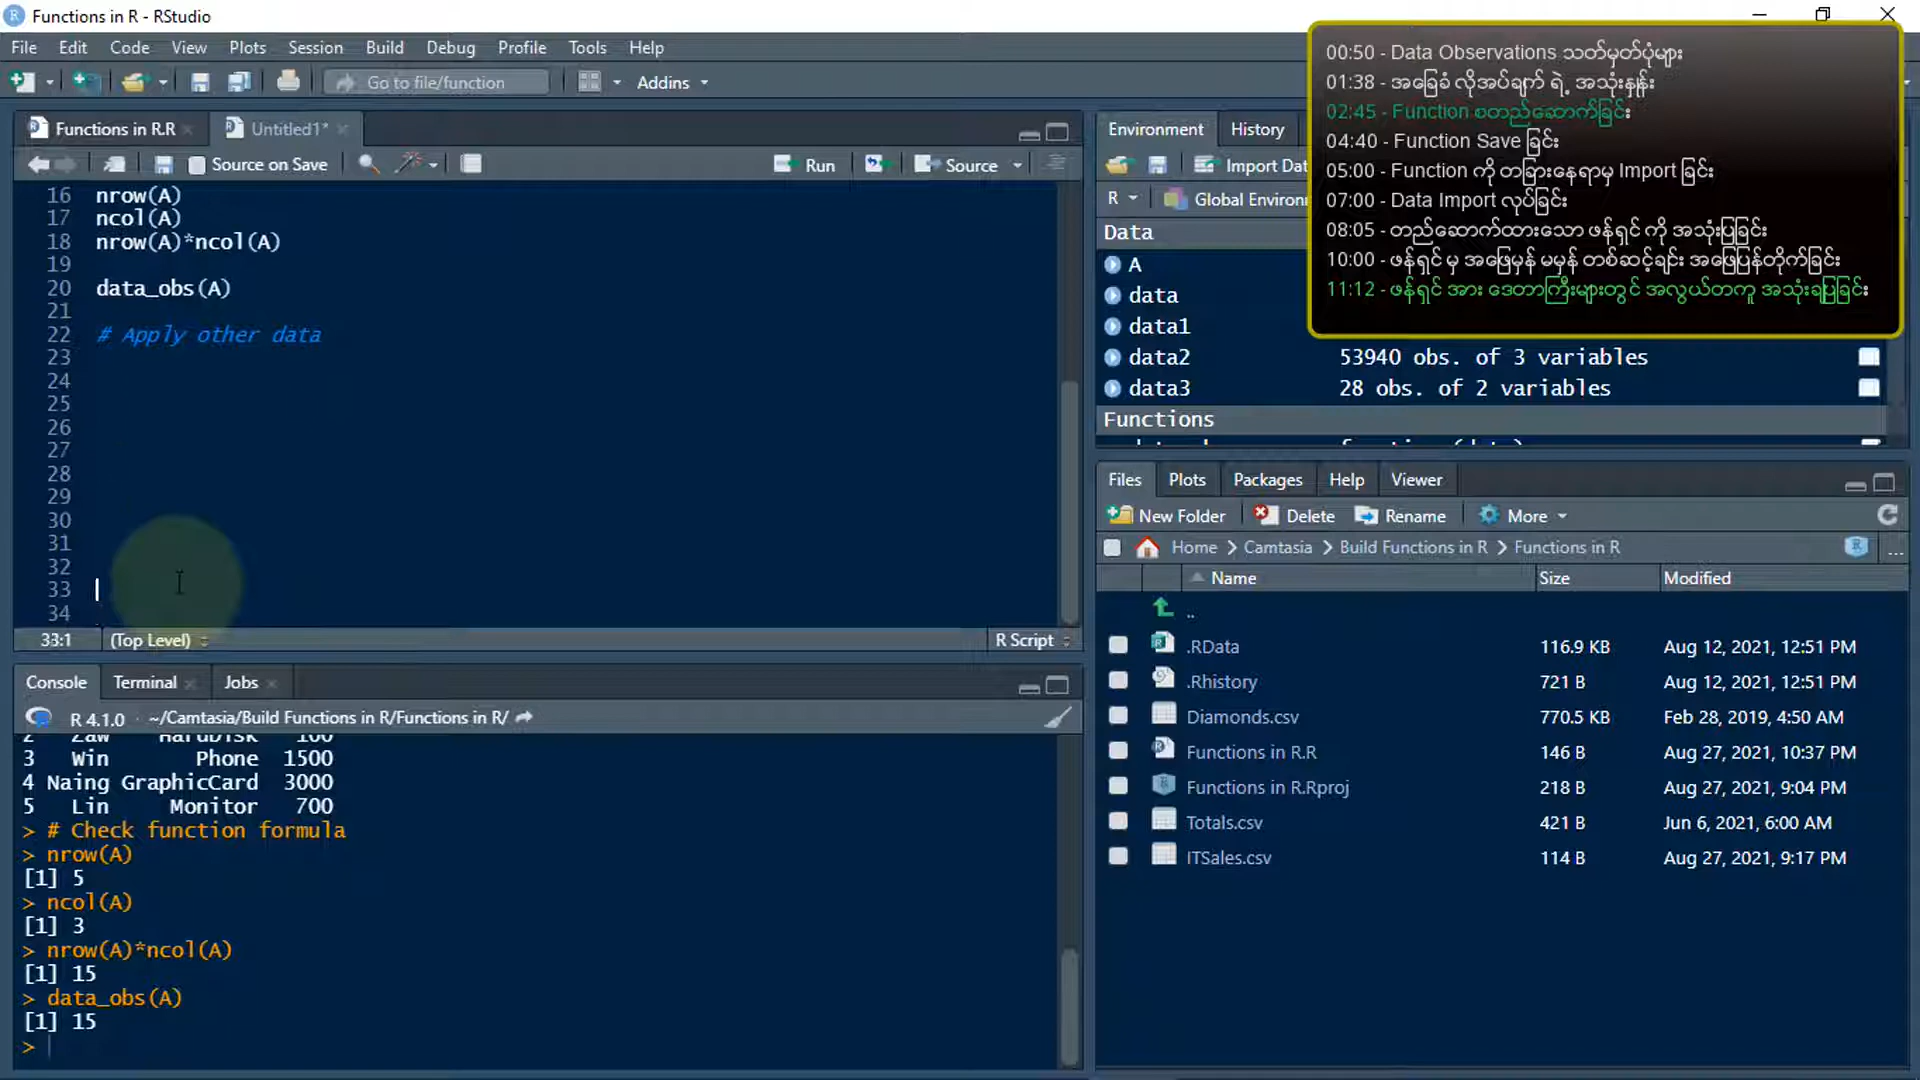 Functions in R - RStudio
File Edit Code View Plots Session Build Debug Profile Tools Help
Go to file/function Addins
00:50 - Data Observations သတ်မှတ်ပုံများ
01:38 - အခြေခံ လိုအပ်ချက် ရဲ့ အသုံးနှုန်း
02:45 - Function စတည်ဆောက်ခြင်း
04:40 - Function Save ခြင်း
05:00 - Function ကို တခြားနေရာမှ Import ခြင်း
07:00 - Data Import လုပ်ခြင်း
08:05 - တည်ဆောက်ထားသော ဖန်ရှင် ကို အသုံးပြုခြင်း
10:00 - ဖန်ရှင် မှ အဖြေမှန် မမှန် တစ်ဆင့်ချင်း အဖြေပြန်တိုက်ခြင်း
11:12 - ဖန်ရှင် အား ဒေတာကြီးများတွင် အလွယ်တကူ အသုံးချပြခြင်း
Functions in R.R Untitled1*
Source on Save Run Source
16 nrow(A)
17 ncol(A)
18 nrow(A)*ncol(A)
19
20 data_obs(A)
21
22 # Apply other data
23
24
25
26
27
28
29
30
31
32
33
34
33:1 (Top Level) R Script
Console Terminal Jobs
R 4.1.0 · ~/Camtasia/Build Functions in R/Functions in R/
2 Zaw HardDisk 100
3 Win Phone 1500
4 Naing GraphicCard 3000
5 Lin Monitor 700
> # Check function formula
> nrow(A)
[1] 5
> ncol(A)
[1] 3
> nrow(A)*ncol(A)
[1] 15
> data_obs(A)
[1] 15
>
Environment History
Import Dat
R Global Environ
Data
A
data
data1
data2 53940 obs. of 3 variables
data3 28 obs. of 2 variables
Functions
Files Plots Packages Help Viewer
New Folder Delete Rename More
Home Camtasia Build Functions in R Functions in R ...
Name Size Modified
..
.RData 116.9 KB Aug 12, 2021, 12:51 PM
.Rhistory 721 B Aug 12, 2021, 12:51 PM
Diamonds.csv 770.5 KB Feb 28, 2019, 4:50 AM
Functions in R.R 146 B Aug 27, 2021, 10:37 PM
Functions in R.Rproj 218 B Aug 27, 2021, 9:04 PM
Totals.csv 421 B Jun 6, 2021, 6:00 AM
ITSales.csv 114 B Aug 27, 2021, 9:17 PM